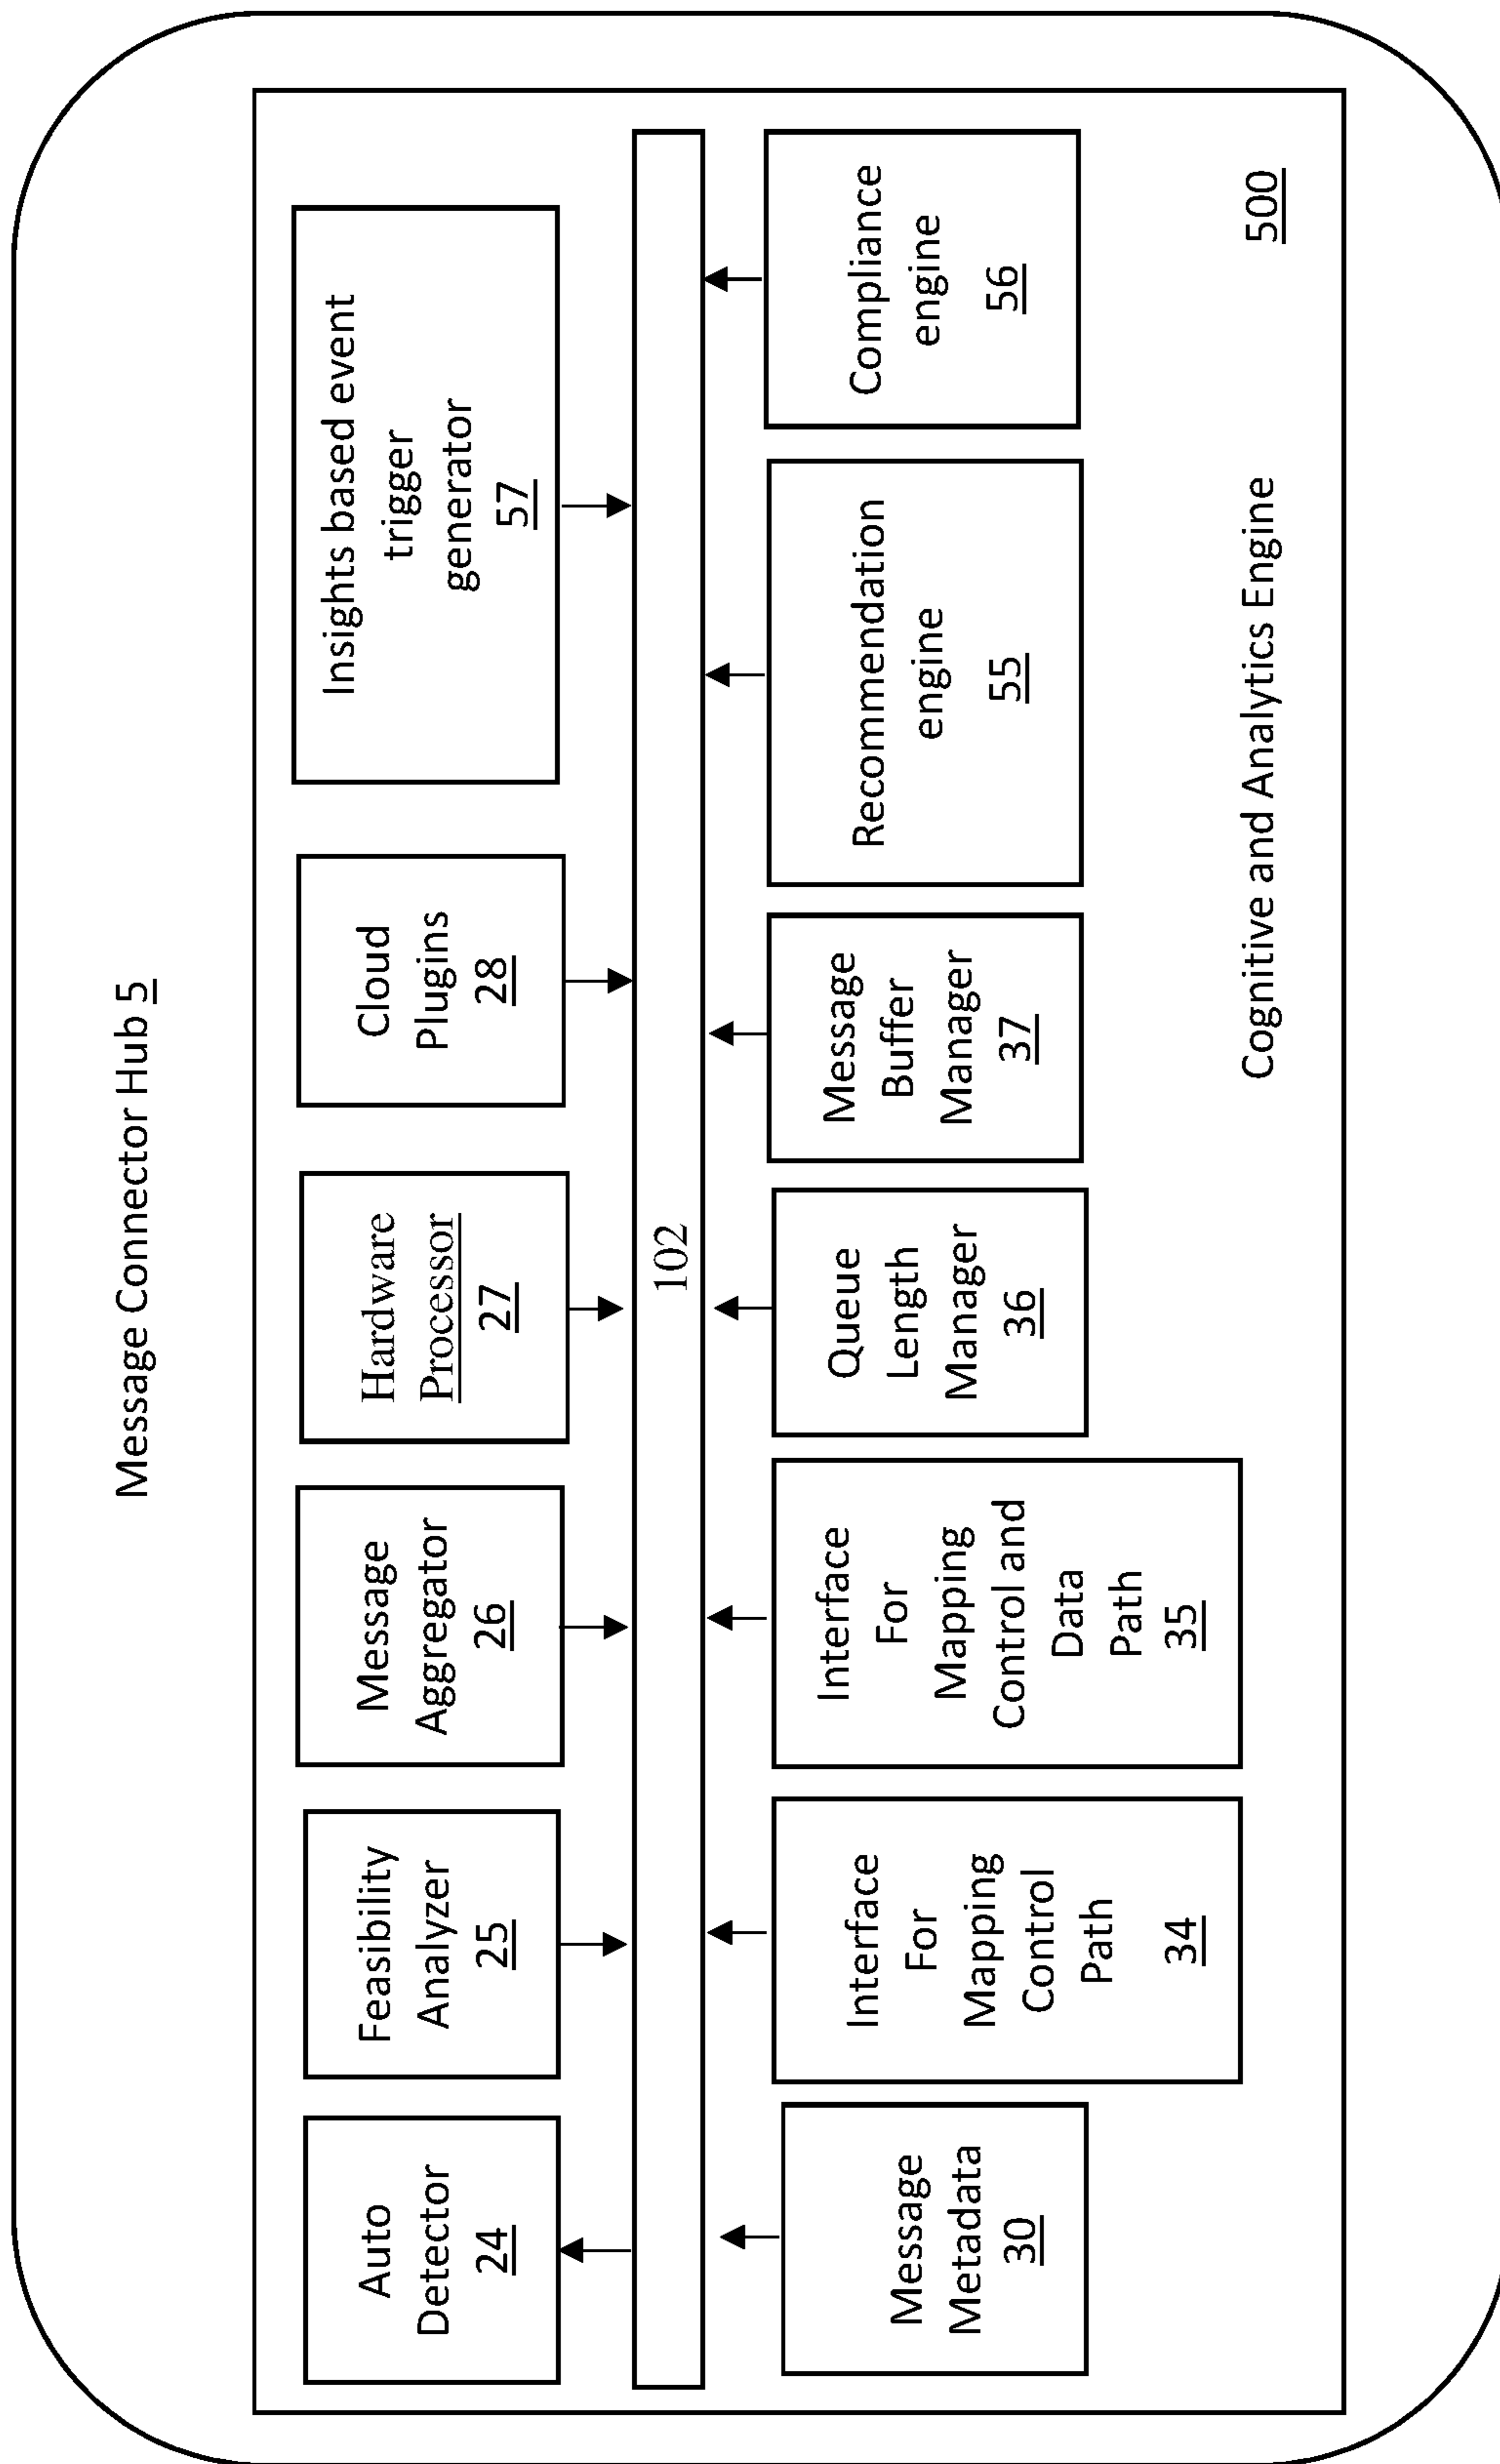 Message Connector Hub 5
Auto
Detector
24
Feasibility
Analyzer
25
Message
Aggregator
26
Hardware
Processor
27
Cloud
Plugins
28
Insights based event
trigger
generator
57
102
Message
Metadata
30
Interface
For
Mapping
Control
Path
34
Interface
For
Mapping
Control and
Data
Path
35
Queue
Length
Manager
36
Message
Buffer
Manager
37
Recommendation
engine
55
Compliance
engine
56
Cognitive and Analytics Engine
500